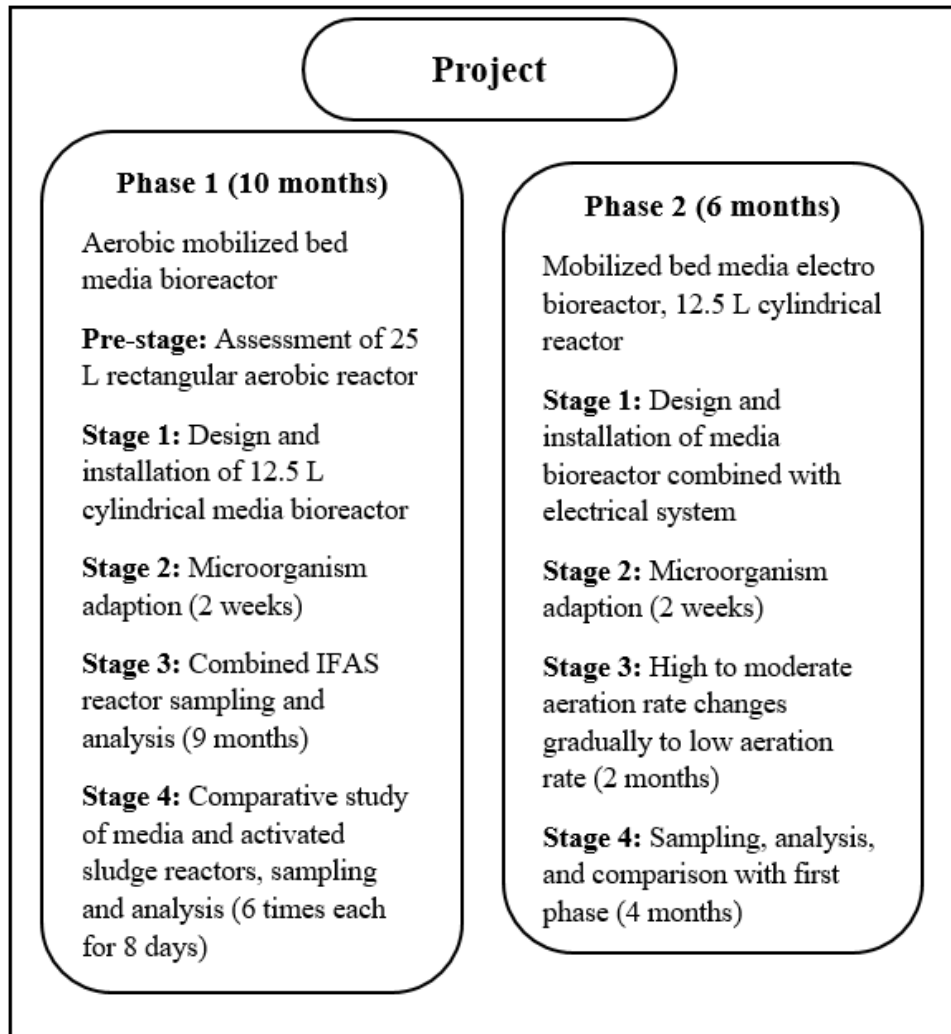 Project
Phase 1 (10 months)
Aerobic mobilized bed
media bioreactor
Pre-stage: Assessment of 25
L rectangular aerobic reactor
Stage 1: Design and
installation of 12.5 L
cylindrical media bioreactor
Stage 2: Microorganism
adaption (2 weeks)
Stage 3: Combined IFAS
reactor sampling and
analysis (9 months)
Stage 4: Comparative study
of media and activated
sludge reactors, sampling
and analysis (6 times each
for 8 days)
Phase 2 (6 months)
Mobilized bed media electro
bioreactor, 12.5 L cylindrical
reactor
Stage 1: Design and
installation of media
bioreactor combined with
electrical system
Stage 2: Microorganism
adaption (2 weeks)
Stage 3: High to moderate
aeration rate changes
gradually to low aeration
rate (2 months)
Stage 4: Sampling, analysis,
and comparison with first
phase (4 months)